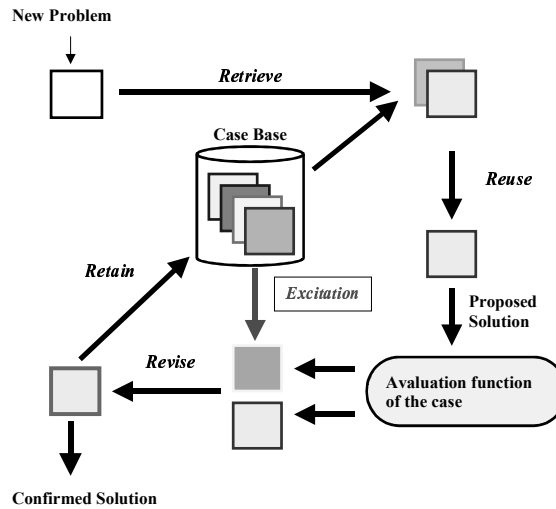 New Problem
Retrieve
Case Base
Reuse
Retain
Excitation
Proposed
Solution
Revise
Avaluation function
of the case
Confirmed Solution